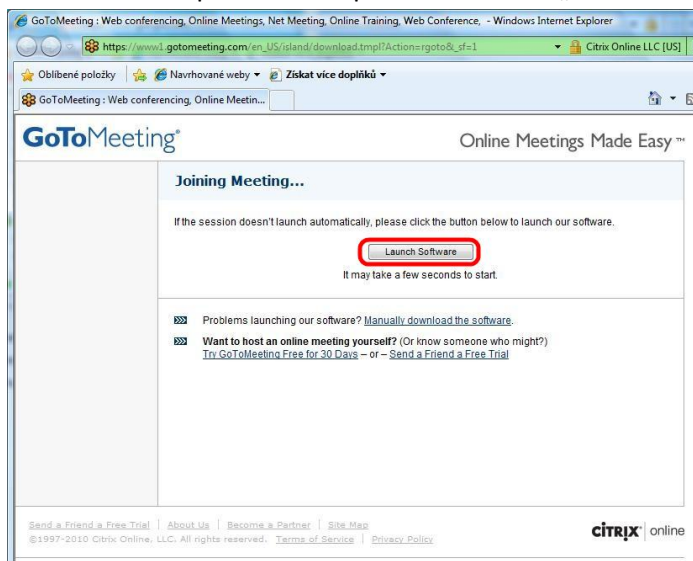 GoToMeeting : Web conferencing, Online Meetings, Net Meeting, Online Training, Web Conference, - Windows Internet Explorer
https://www1.gotomeeting.com/en_US/island/download.tmpl?Action=rgoto&_sf=1
Citrix Online LLC [US]
Oblíbené položky
Navrhované weby
Získat více doplňků
GoToMeeting : Web conferencing, Online Meetin...
GoToMeeting®
Online Meetings Made Easy ™
Joining Meeting...
If the session doesn't launch automatically, please click the button below to launch our software.
Launch Software
It may take a few seconds to start.
Problems launching our software? Manually download the software.
Want to host an online meeting yourself? (Or know someone who might?)
Try GoToMeeting Free for 30 Days – or – Send a Friend a Free Trial
Send a Friend a Free Trial | About Us | Become a Partner | Site Map
©1997-2010 Citrix Online, LLC. All rights reserved. Terms of Service | Privacy Policy
CİTRIX® online